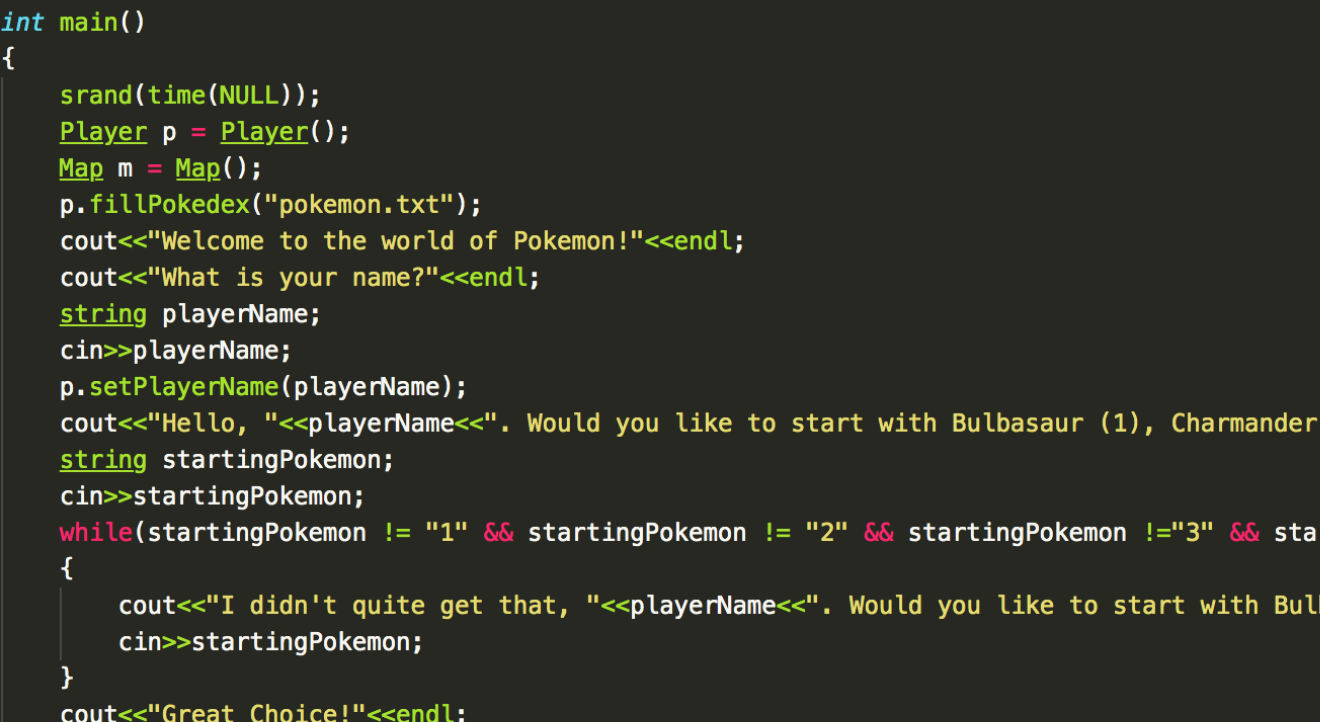 int main()
{
    srand(time(NULL));
    Player p = Player();
    Map m = Map();
    p.fillPokedex("pokemon.txt");
    cout<<"Welcome to the world of Pokemon!"<<endl;
    cout<<"What is your name?"<<endl;
    string playerName;
    cin>>playerName;
    p.setPlayerName(playerName);
    cout<<"Hello, "<<playerName<<". Would you like to start with Bulbasaur (1), Charmander
    string startingPokemon;
    cin>>startingPokemon;
    while(startingPokemon != "1" && startingPokemon != "2" && startingPokemon !="3" && sta
    {
        cout<<"I didn't quite get that, "<<playerName<<". Would you like to start with Bul
        cin>>startingPokemon;
    }
    cout<<"Great Choice!"<<endl;